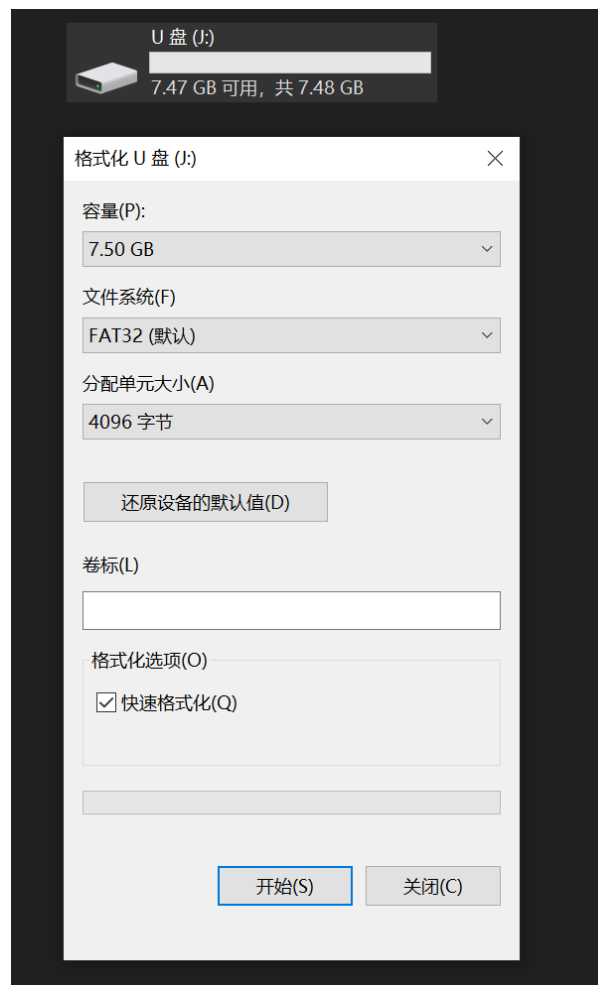 U 盘 (J:)
7.47 GB 可用，共 7.48 GB
格式化 U 盘 (J:)
容量(P):
7.50 GB
文件系统(F)
FAT32 (默认)
分配单元大小(A)
4096 字节
还原设备的默认值(D)
卷标(L)
格式化选项(O)
快速格式化(Q)
开始(S)
关闭(C)